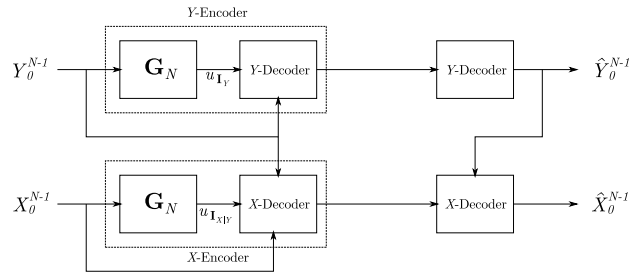 Y-Encoder
Y_0^{N-1}
G_N
u_{I_Y}
Y-Decoder
Y-Decoder
Ŷ_0^{N-1}
X_0^{N-1}
G_N
u_{I_{X|Y}}
X-Decoder
X-Decoder
X̂_0^{N-1}
X-Encoder